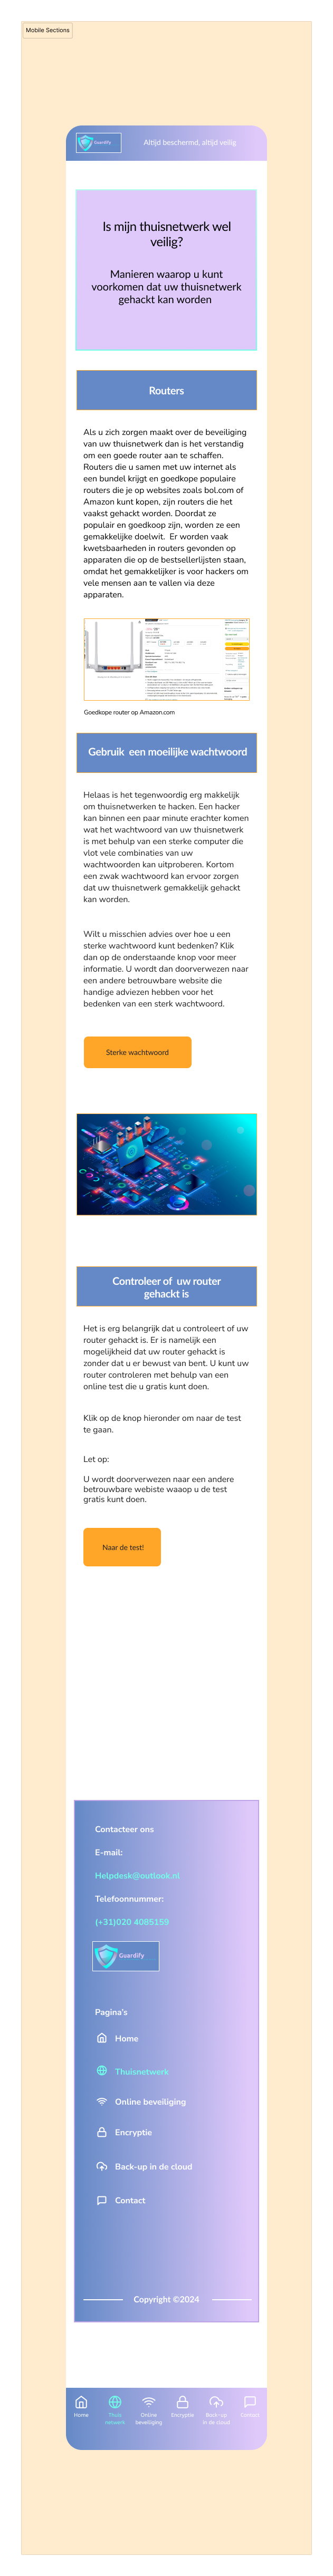 Mobile Sections
Guardify
Altijd beschermd, altijd veilig
Is mijn thuisnetwerk wel
veilig?
Manieren waarop u kunt
voorkomen dat uw thuisnetwerk
gehackt kan worden
Routers
Als u zich zorgen maakt over de beveiliging
van uw thuisnetwerk dan is het verstandig
om een goede router aan te schaffen.
Routers die u samen met uw internet als
een bundel krijgt en goedkope populaire
routers die je op websites zoals bol.com of
Amazon kunt kopen, zijn routers die het
vaakst gehackt worden. Doordat ze
populair en goedkoop zijn, worden ze een
gemakkelijke doelwit. Er worden vaak
kwetsbaarheden in routers gevonden op
apparaten die op de bestsellerlijsten staan,
omdat het gemakkelijker is voor hackers om
vele mensen aan te vallen via deze
apparaten.
Goedkope router op Amazon.com
Gebruik een moeilijke wachtwoord
Helaas is het tegenwoordig erg makkelijk
om thuisnetwerken te hacken. Een hacker
kan binnen een paar minute erachter komen
wat het wachtwoord van uw thuisnetwerk
is met behulp van een sterke computer die
vlot vele combinaties van uw
wachtwoorden kan uitproberen. Kortom
een zwak wachtwoord kan ervoor zorgen
dat uw thuisnetwerk gemakkelijk gehackt
kan worden.
Wilt u misschien advies over hoe u een
sterke wachtwoord kunt bedenken? Klik
dan op de onderstaande knop voor meer
informatie. U wordt dan doorverwezen naar
een andere betrouwbare website die
handige adviezen hebben voor het
bedenken van een sterk wachtwoord.
Sterke wachtwoord
Controleer of uw router
gehackt is
Het is erg belangrijk dat u controleert of uw
router gehackt is. Er is namelijk een
mogelijkheid dat uw router gehackt is
zonder dat u er bewust van bent. U kunt uw
router controleren met behulp van een
online test die u gratis kunt doen.
Klik op de knop hieronder om naar de test
te gaan.
Let op:
U wordt doorverwezen naar een andere
betrouwbare webiste waaop u de test
gratis kunt doen.
Naar de test!
Contacteer ons
E-mail:
Helpdesk@outlook.nl
Telefoonnummer:
(+31)020 4085159
Guardify
Pagina's
Home
Thuisnetwerk
Online beveiliging
Encryptie
Back-up in de cloud
Contact
Copyright ©2024
Home
Thuis
netwerk
Online
beveiliging
Encryptie
Back-up
in de cloud
Contact